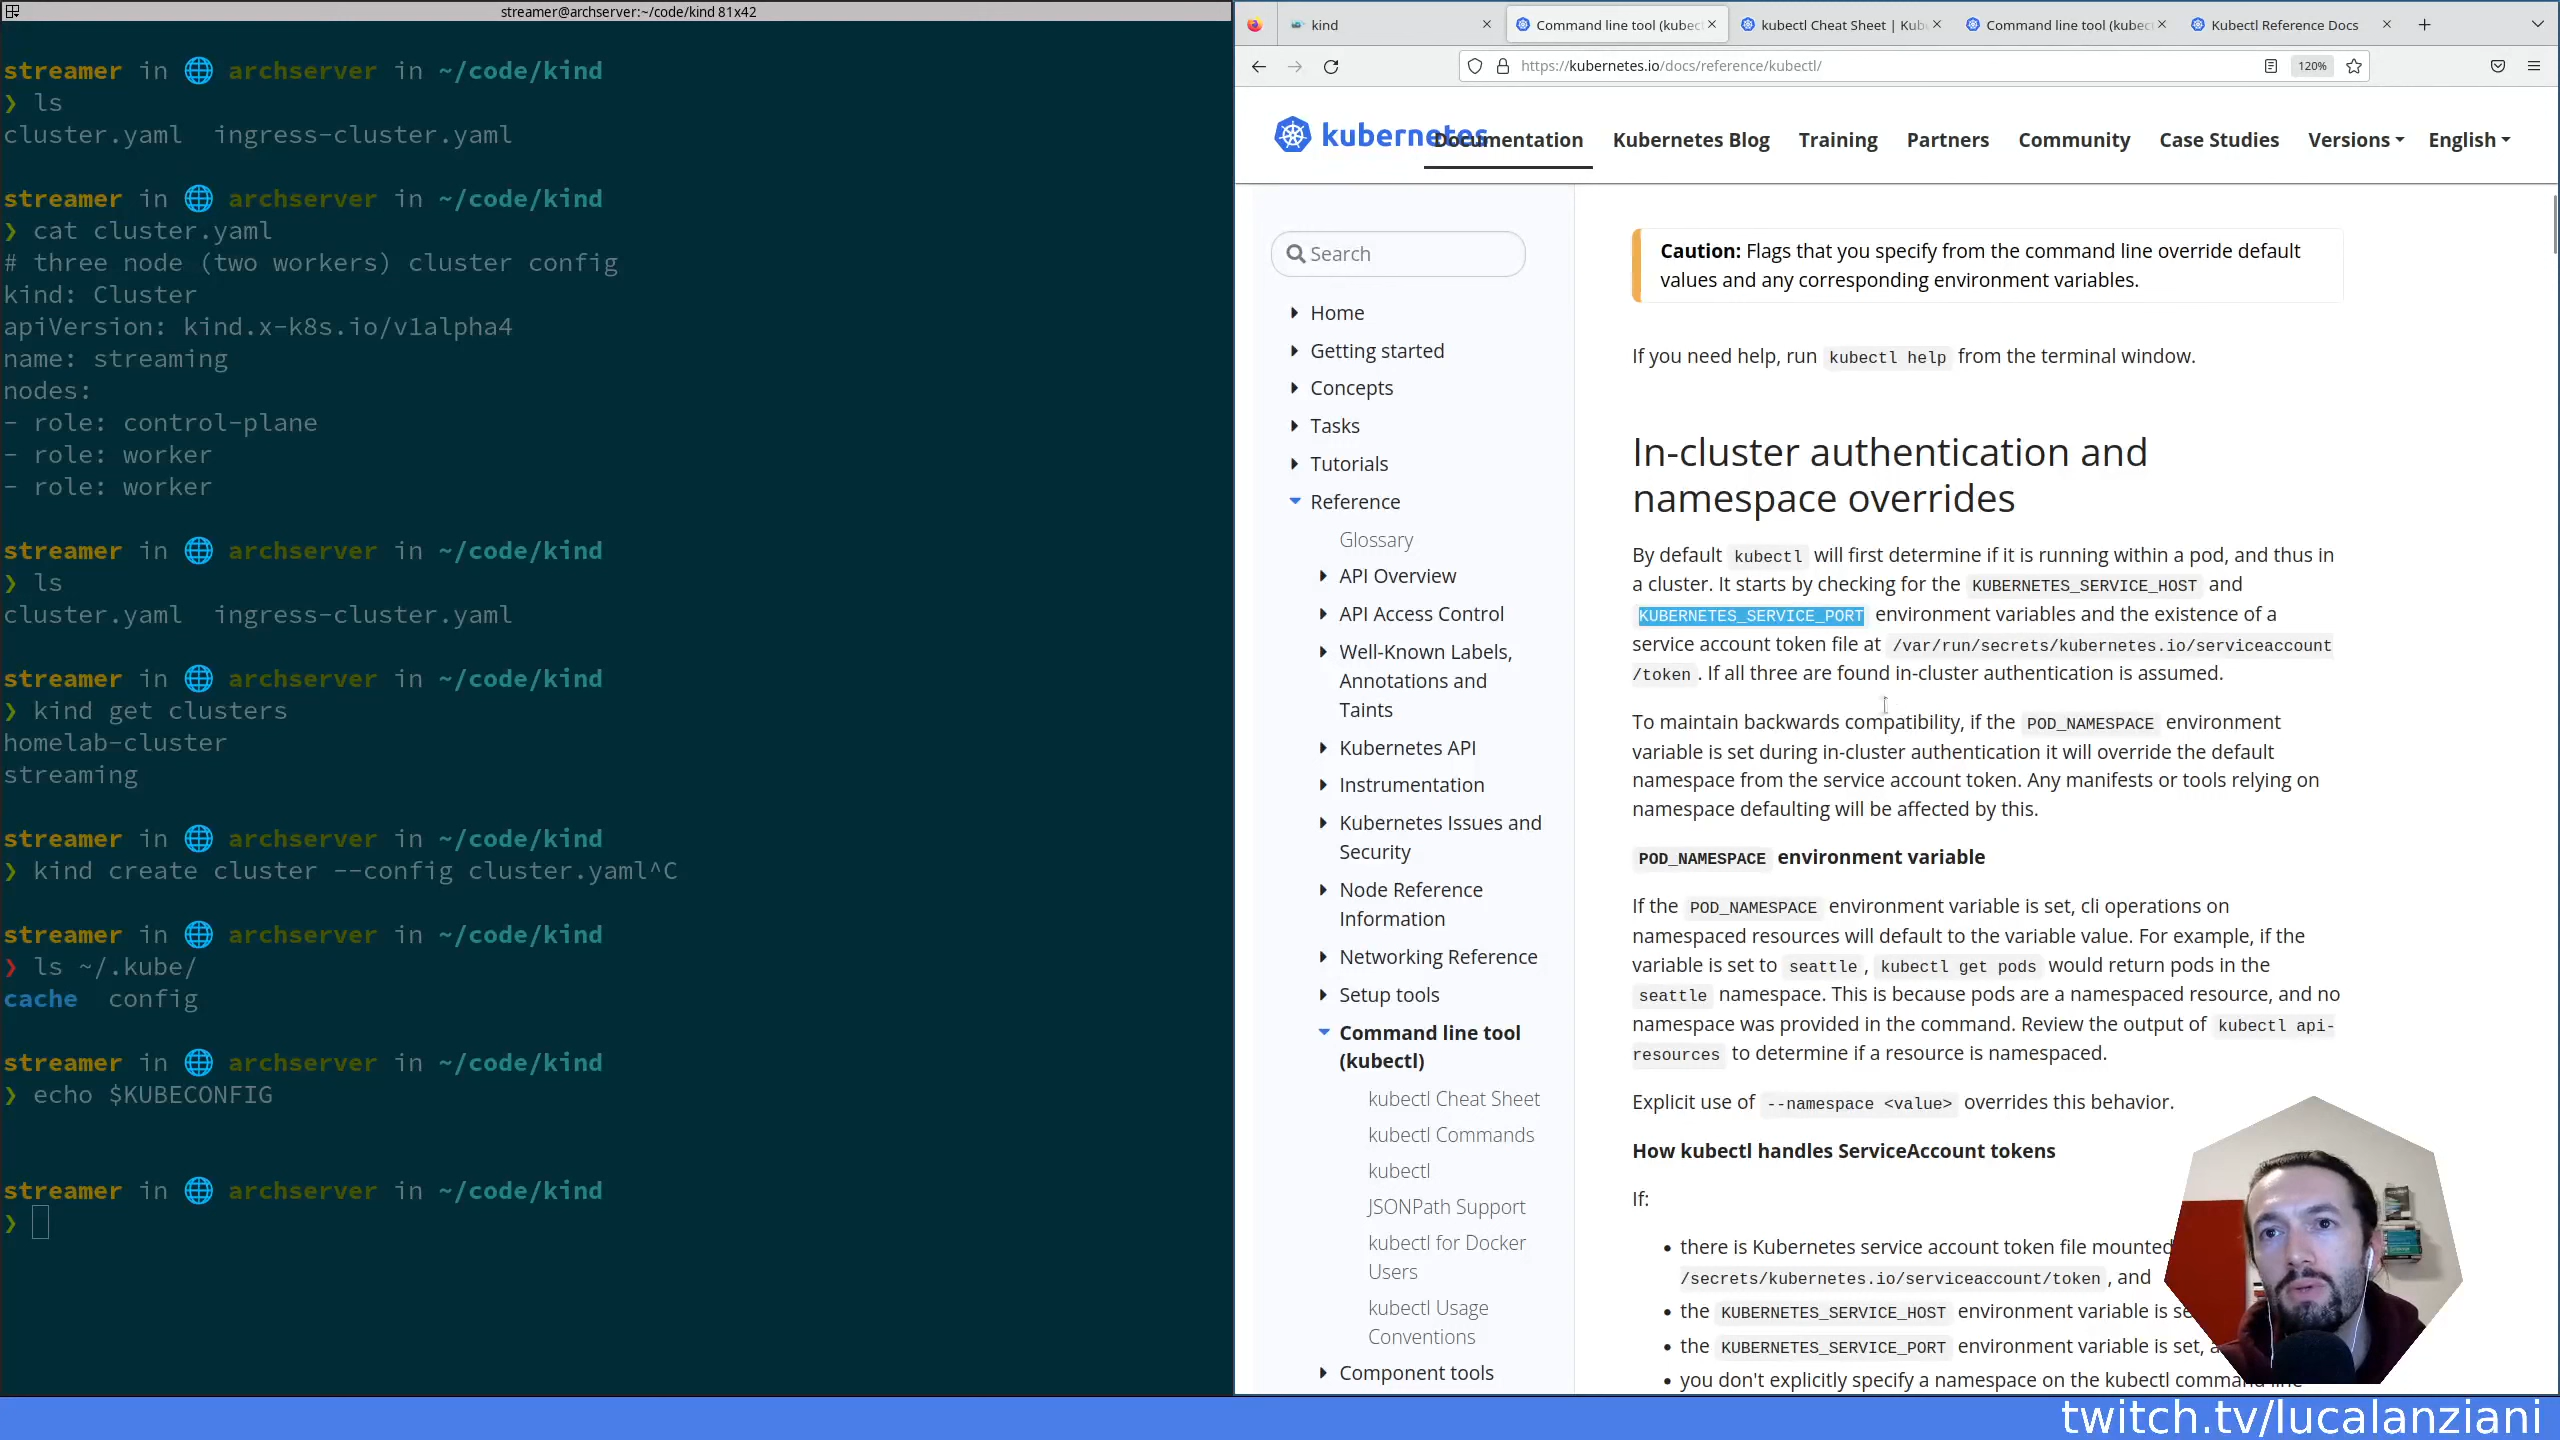 streamer@archserver:~/code/kind 81x42
streamer in archserver in ~/code/kind
❯ ls
cluster.yaml  ingress-cluster.yaml
streamer in archserver in ~/code/kind
❯ cat cluster.yaml
# three node (two workers) cluster config
kind: Cluster
apiVersion: kind.x-k8s.io/v1alpha4
name: streaming
nodes:
- role: control-plane
- role: worker
- role: worker
streamer in archserver in ~/code/kind
❯ ls
cluster.yaml  ingress-cluster.yaml
streamer in archserver in ~/code/kind
❯ kind get clusters
homelab-cluster
streaming
streamer in archserver in ~/code/kind
❯ kind create cluster --config cluster.yaml^C
streamer in archserver in ~/code/kind
❯ ls ~/.kube/
cache  config
streamer in archserver in ~/code/kind
❯ echo $KUBECONFIG
streamer in archserver in ~/code/kind
❯
kind
Command line tool (kubec
kubectl Cheat Sheet | Kub
Command line tool (kubec
Kubectl Reference Docs
https://kubernetes.io/docs/reference/kubectl/
120%
kubernetes
Documentation
Kubernetes Blog
Training
Partners
Community
Case Studies
Versions
English
Search
Home
Getting started
Concepts
Tasks
Tutorials
Reference
Glossary
API Overview
API Access Control
Well-Known Labels,
Annotations and
Taints
Kubernetes API
Instrumentation
Kubernetes Issues and
Security
Node Reference
Information
Networking Reference
Setup tools
Command line tool
(kubectl)
kubectl Cheat Sheet
kubectl Commands
kubectl
JSONPath Support
kubectl for Docker
Users
kubectl Usage
Conventions
Component tools
Caution: Flags that you specify from the command line override default
values and any corresponding environment variables.
If you need help, run kubectl help from the terminal window.
In-cluster authentication and
namespace overrides
By default kubectl will first determine if it is running within a pod, and thus in
a cluster. It starts by checking for the KUBERNETES_SERVICE_HOST and
KUBERNETES_SERVICE_PORT environment variables and the existence of a
service account token file at /var/run/secrets/kubernetes.io/serviceaccount
/token . If all three are found in-cluster authentication is assumed.
To maintain backwards compatibility, if the POD_NAMESPACE environment
variable is set during in-cluster authentication it will override the default
namespace from the service account token. Any manifests or tools relying on
namespace defaulting will be affected by this.
POD_NAMESPACE environment variable
If the POD_NAMESPACE environment variable is set, cli operations on
namespaced resources will default to the variable value. For example, if the
variable is set to seattle , kubectl get pods would return pods in the
seattle namespace. This is because pods are a namespaced resource, and no
namespace was provided in the command. Review the output of kubectl api-
resources to determine if a resource is namespaced.
Explicit use of --namespace <value> overrides this behavior.
How kubectl handles ServiceAccount tokens
If:
• there is Kubernetes service account token file mounted
/secrets/kubernetes.io/serviceaccount/token , and
• the KUBERNETES_SERVICE_HOST environment variable is se
• the KUBERNETES_SERVICE_PORT environment variable is set, a
• you don't explicitly specify a namespace on the kubectl command line
twitch.tv/lucalanziani